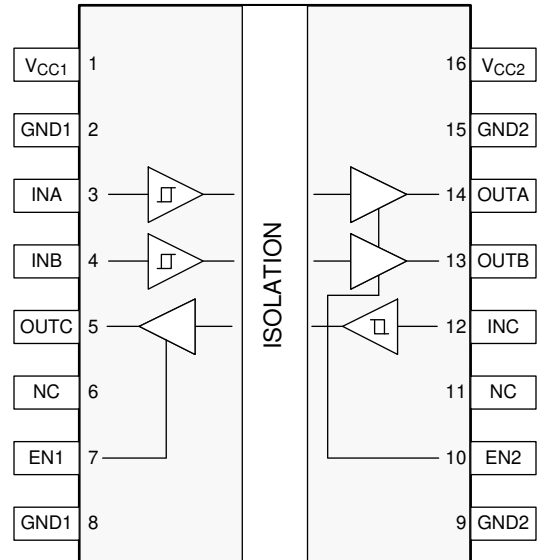 VCC1 1 16 VCC2
GND1 2 15 GND2
INA 3 14 OUTA
INB 4 13 OUTB
OUTC 5 12 INC
NC 6 11 NC
EN1 7 10 EN2
GND1 8 9 GND2
ISOLATION